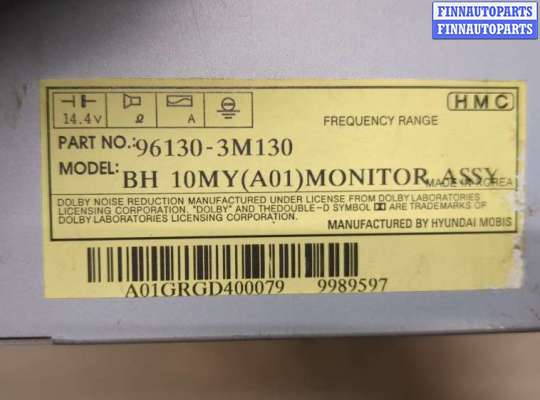 FINNAUTOPARTS
FINNAUTOPARTS
HMC
14.4V Ω A
FREQUENCY RANGE
PART NO.: 96130-3M130
MODEL: BH 10MY(A01)MONITOR ASSY
MADE IN KOREA
DOLBY NOISE REDUCTION MANUFACTURED UNDER LICENSE FROM DOLBY LABORATORIES
LICENSING CORPORATION. "DOLBY" AND THEDOUBLE-D SYMBOL ARE TRADEMARKS OF
DOLBY LABORATORIES LICENSING CORPORATION.
MANUFACTURED BY HYUNDAI MOBIS
A01GRGD400079 9989597